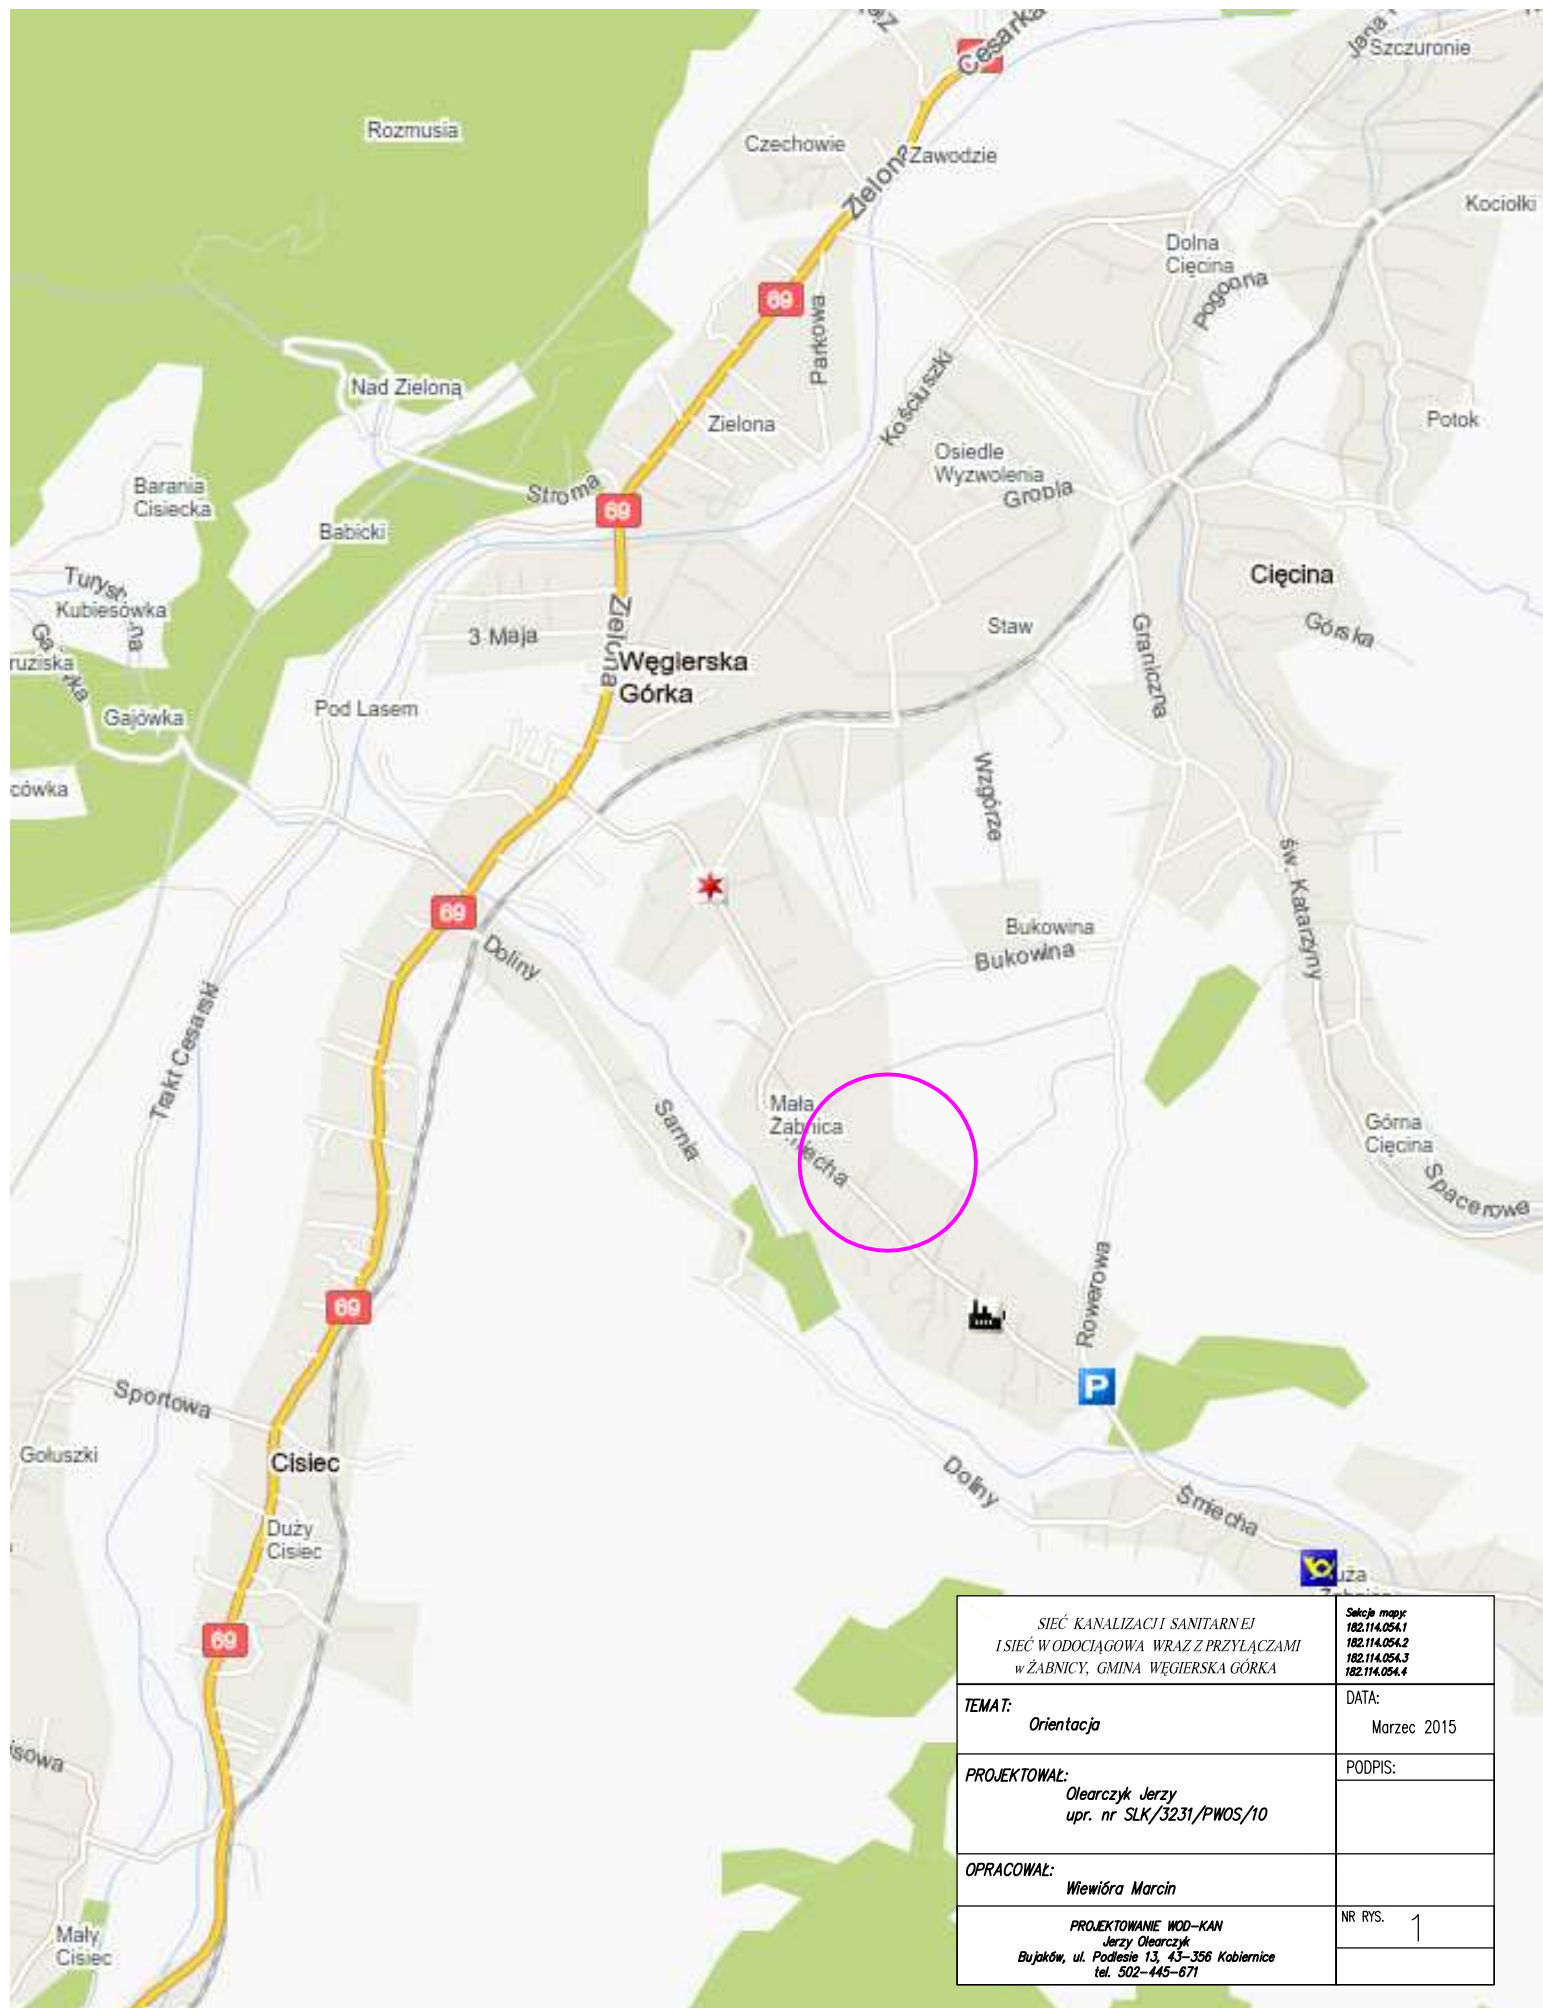 Cesarka
Szczuronie
Rozmusia
Czechowie
Zawodzie
Zielona
Kociołki
Dolna
Cięcina
Pogodna
69
Parkowa
Kościuszki
Nad Zieloną
Zielona
Potok
Osiedle
Wyzwolenia
Grobla
Barania
Cisiecka
Stroma
69
Babicki
Cięcina
Kubiesówka
3 Maja
Zielona
Staw
Górska
Graniczna
Węgierska
Górka
Gajówka
Pod Lasem
cówka
Wzgórze
św. Katarzyny
69
Doliny
Bukowina
Bukowina
Trakt Cesarski
Sarnia
Mała
Żabnica
Górna
Cięcina
Spacerowa
Rowerowa
69
P
Sportowa
Gołuszki
Cisiec
Doliny
Śmiecha
Duży
Cisiec
69
Mały
Cisiec
SIEĆ KANALIZACJI SANITARNEJ
I SIEĆ WODOCIĄGOWA WRAZ Z PRZYŁĄCZAMI
w ŻABNICY, GMINA WĘGIERSKA GÓRKA
Sekcje mapy:
182.114.054.1
182.114.054.2
182.114.054.3
182.114.054.4
TEMAT:
Orientacja
DATA:
Marzec 2015
PROJEKTOWAŁ:
Olearczyk Jerzy
upr. nr SLK/3231/PWOS/10
PODPIS:
OPRACOWAŁ:
Wiewióra Marcin
PROJEKTOWANIE WOD-KAN
Jerzy Olearczyk
Bujaków, ul. Podlesie 13, 43-356 Kobiernice
tel. 502-445-671
NR RYS. 1